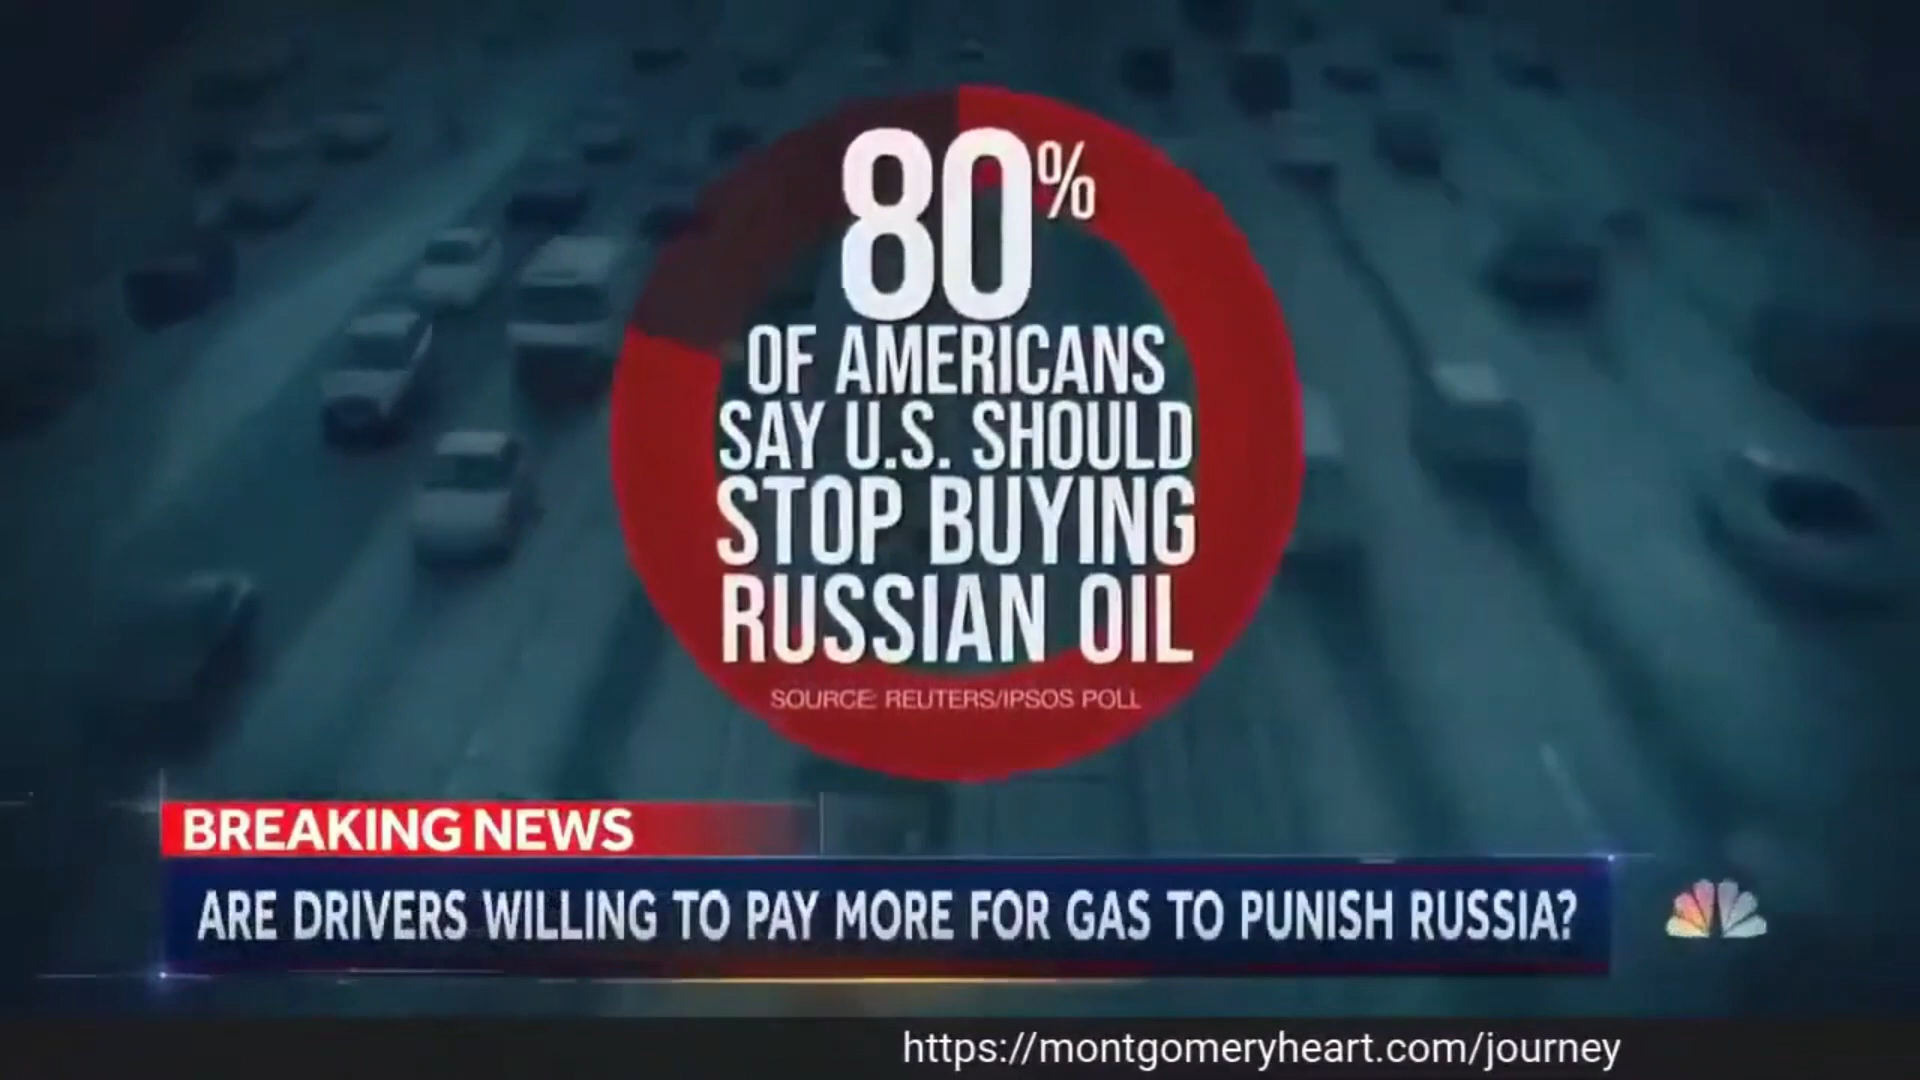 80%
OF AMERICANS
SAY U.S. SHOULD
STOP BUYING
RUSSIAN OIL
SOURCE: REUTERS/IPSOS POLL
BREAKING NEWS
ARE DRIVERS WILLING TO PAY MORE FOR GAS TO PUNISH RUSSIA?
https://montgomeryheart.com/journey